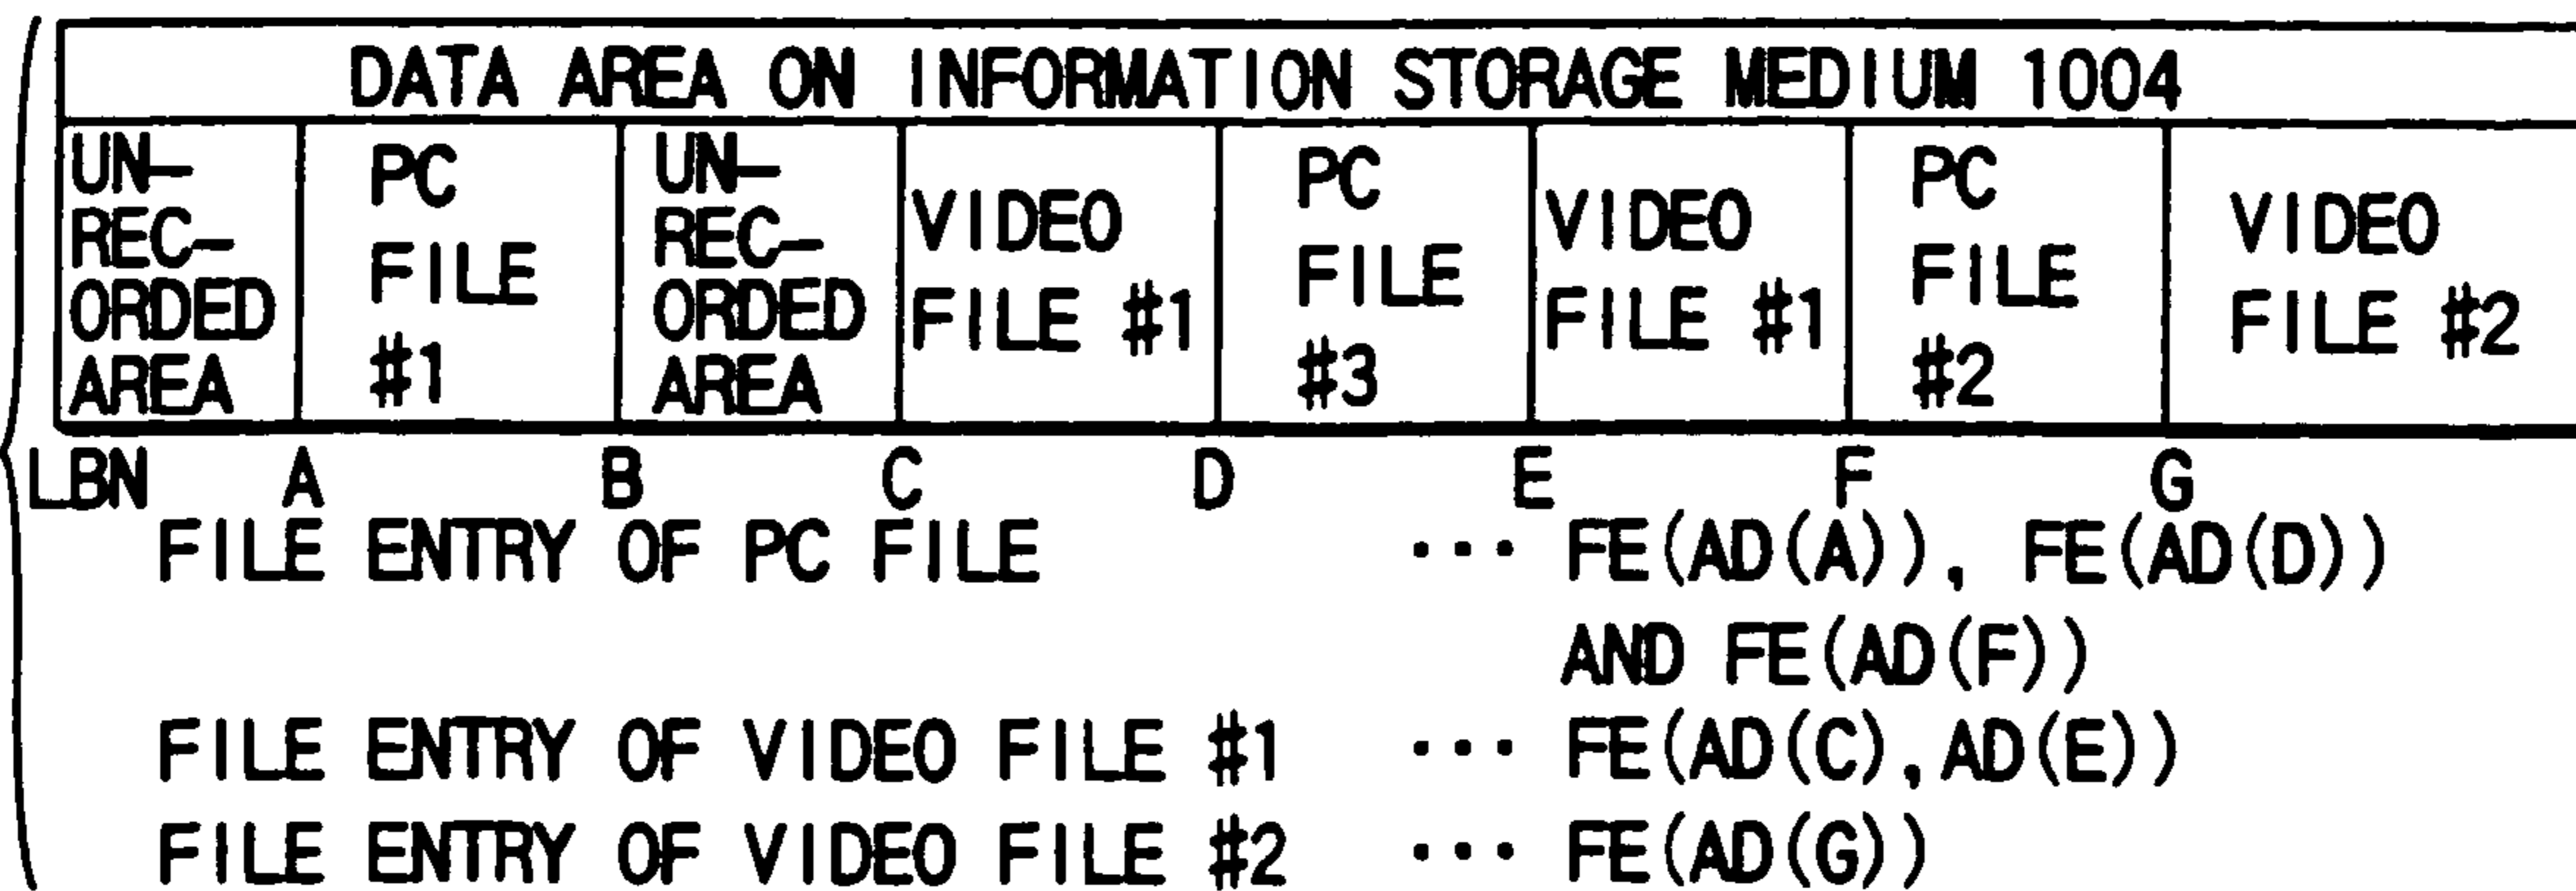 DATA AREA ON INFORMATION STORAGE MEDIUM 1004
UN-
REC-
ORDED
AREA
PC
FILE
#1
UN-
REC-
ORDED
AREA
VIDEO
FILE #1
PC
FILE
#3
VIDEO
FILE #1
PC
FILE
#2
VIDEO
FILE #2
LBN A B C D E F G
FILE ENTRY OF PC FILE ··· FE(AD(A)), FE(AD(D))
AND FE(AD(F))
FILE ENTRY OF VIDEO FILE #1 ··· FE(AD(C),AD(E))
FILE ENTRY OF VIDEO FILE #2 ··· FE(AD(G))